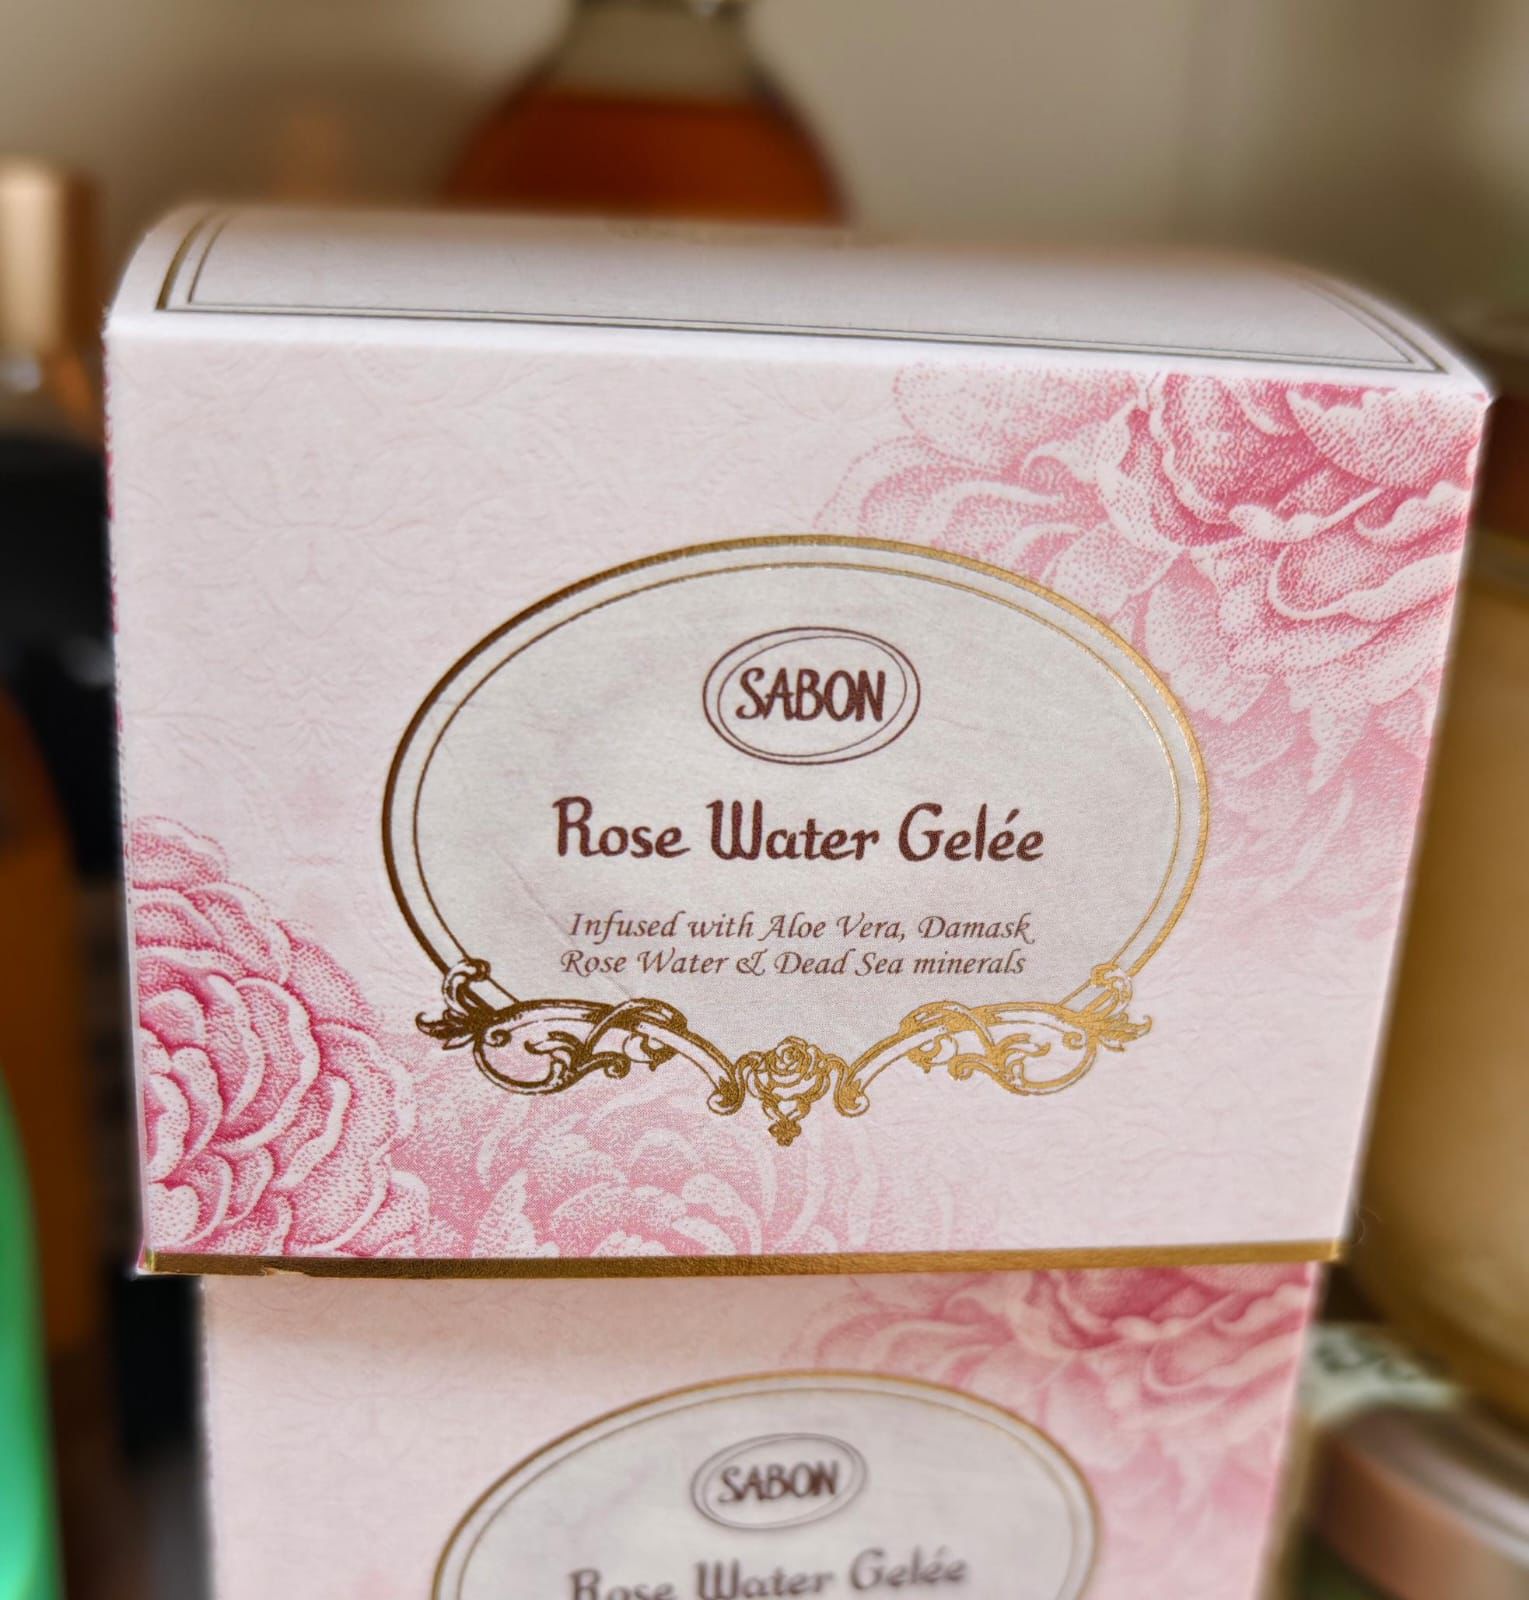 SABON
Rose Water Gelée
Infused with Aloe Vera, Damask
Rose Water & Dead Sea minerals
SABON
Rose Water Gelée